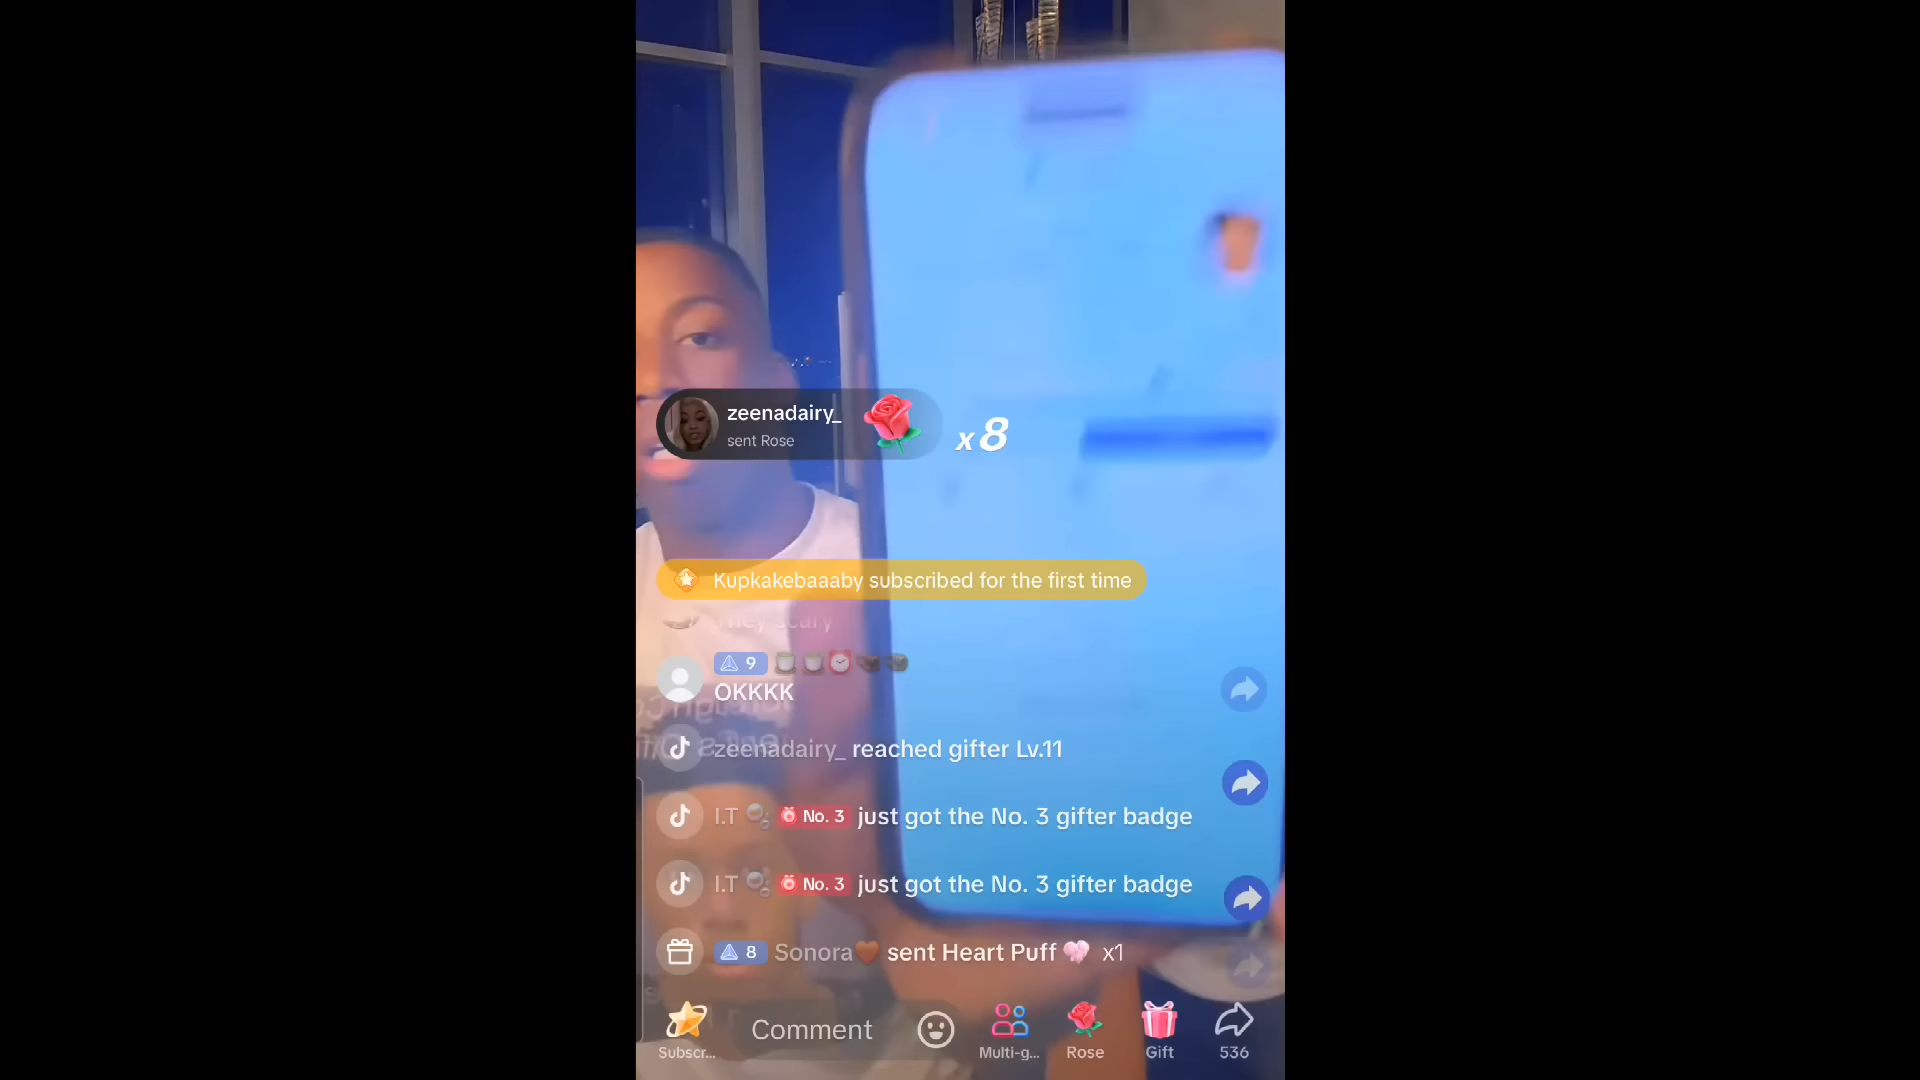 zeenadairy_
sent Rose
x8
Kupkakebaaaby subscribed for the first time
They scary
9
OKKKK
zeenadairy_ reached gifter Lv.11
I.T No. 3 just got the No. 3 gifter badge
I.T No. 3 just got the No. 3 gifter badge
8 Sonora sent Heart Puff x1
Subscr...
Comment
Multi-g...
Rose
Gift
536